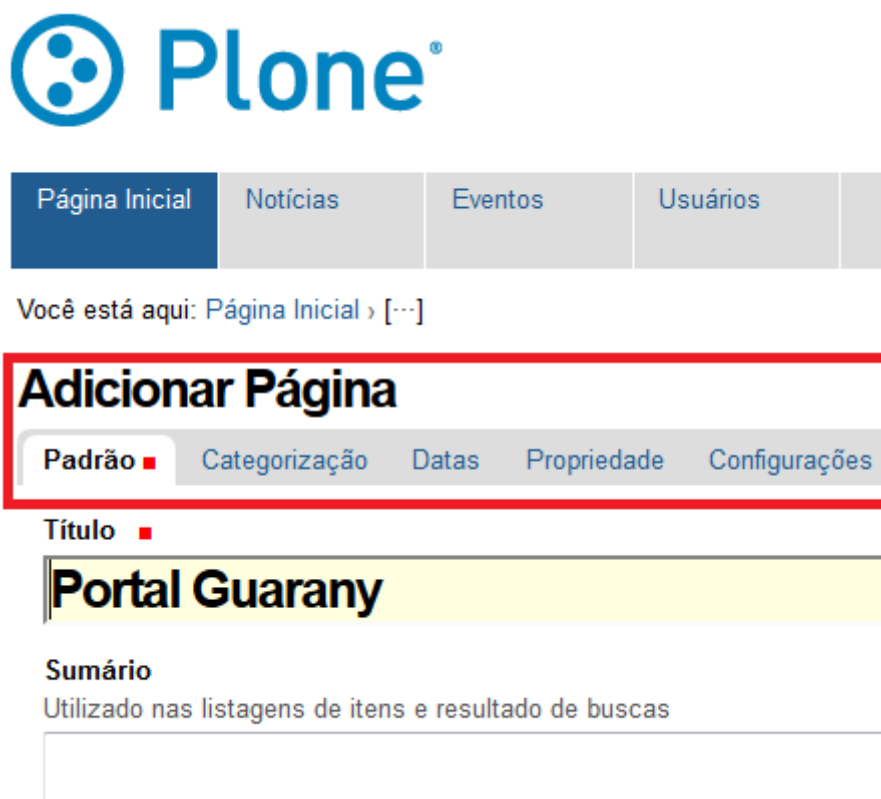 Plone®
Página Inicial Notícias Eventos Usuários
Você está aqui: Página Inicial › [···]
Adicionar Página
Padrão Categorização Datas Propriedade Configurações
Título
Portal Guarany
Sumário
Utilizado nas listagens de itens e resultado de buscas